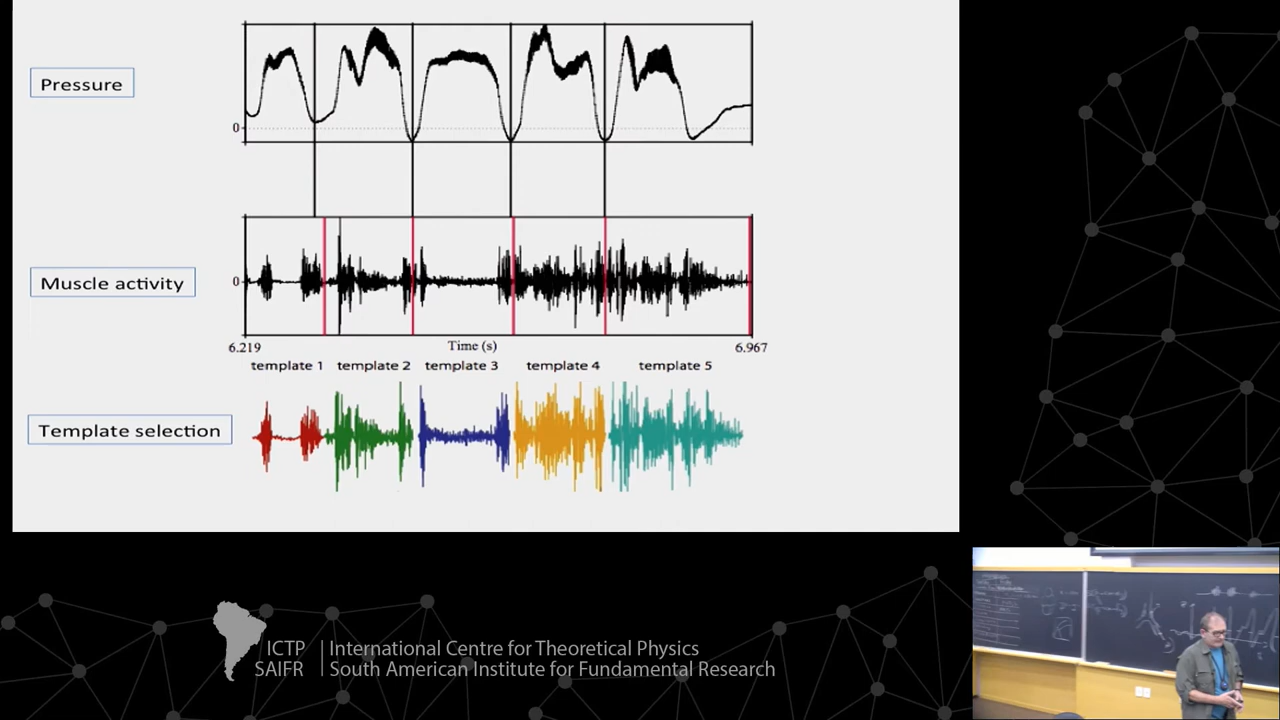 Pressure
0
Muscle activity
0
6.219
Time (s)
6.967
template 1
template 2
template 3
template 4
template 5
Template selection
ICTP
SAIFR
International Centre for Theoretical Physics
South American Institute for Fundamental Research